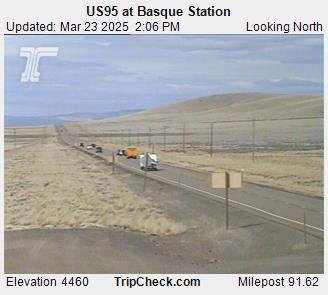 US95 at Basque Station
Updated: Mar 23 2025 2:06 PM Looking North
Elevation 4460 TripCheck.com Milepost 91.62